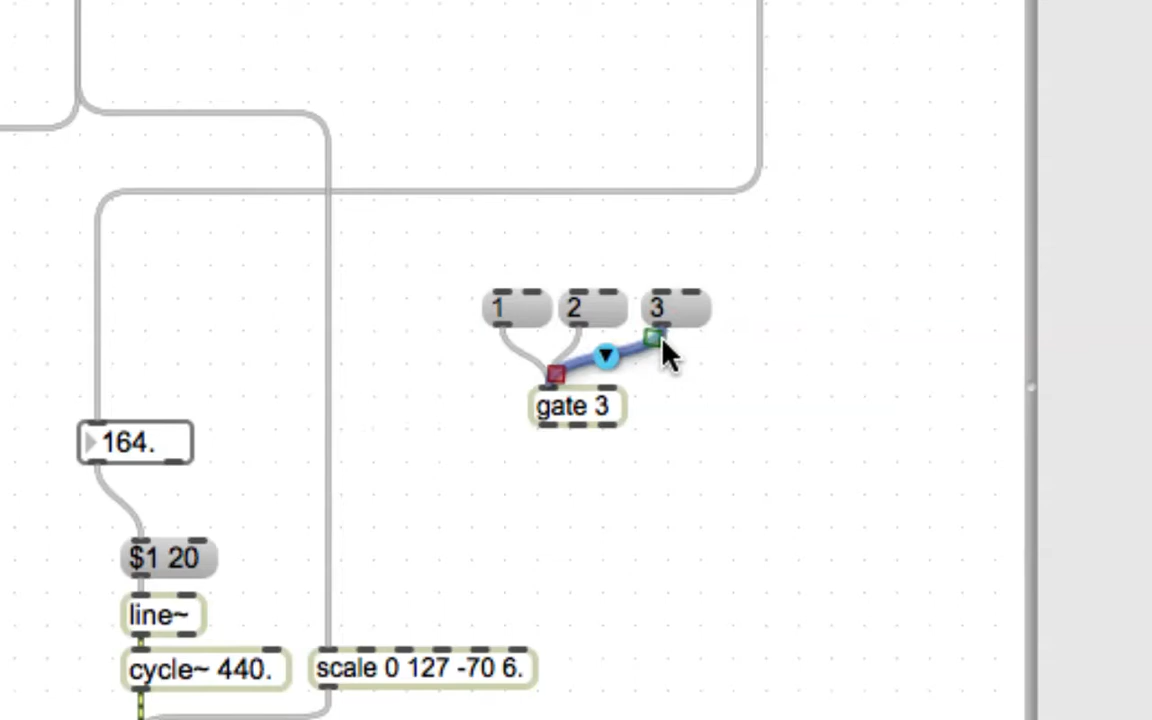 1 2 3
gate 3
164.
$1 20
line~
cycle~ 440. scale 0 127 -70 6.